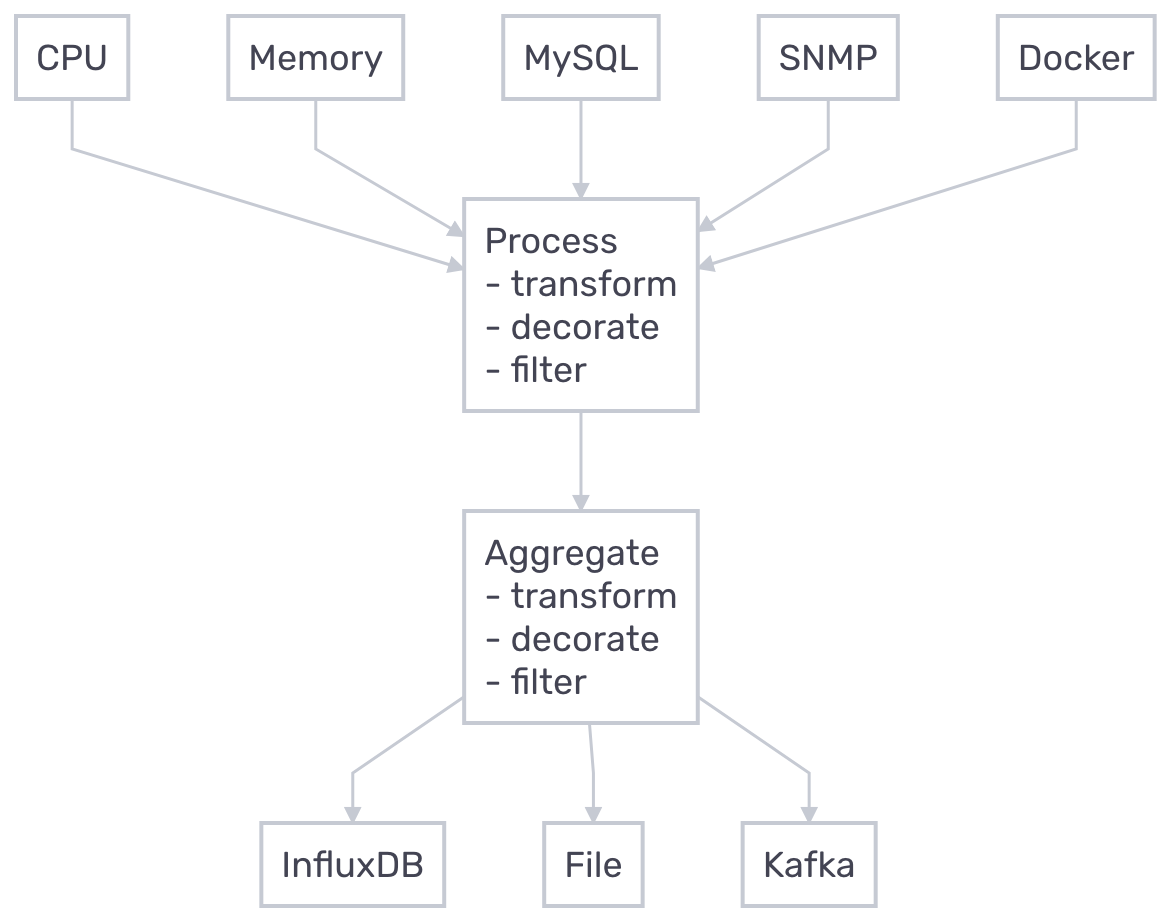 CPU
Memory
MySQL
SNMP
Docker
Process
- transform
- decorate
- filter
Aggregate
- transform
- decorate
- filter
InfluxDB
File
Kafka